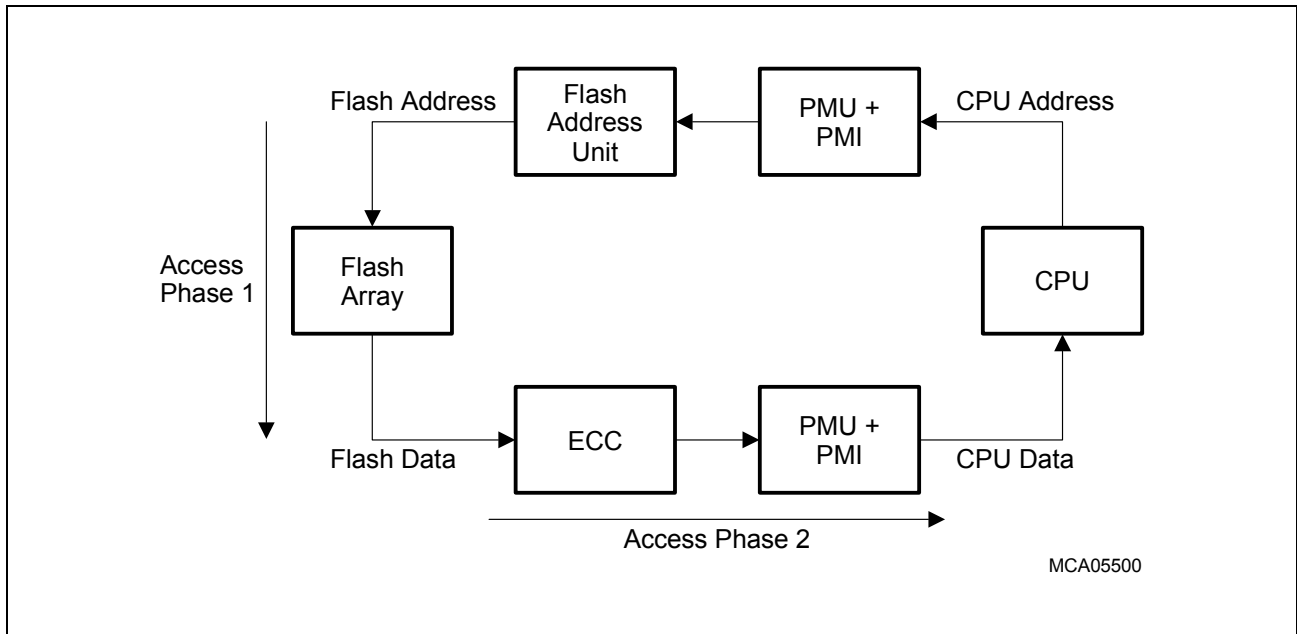 Flash Address
Flash
Address
Unit
PMU +
PMI
CPU Address
Access
Phase 1
Flash
Array
CPU
Flash Data
ECC
PMU +
PMI
CPU Data
Access Phase 2
MCA05500